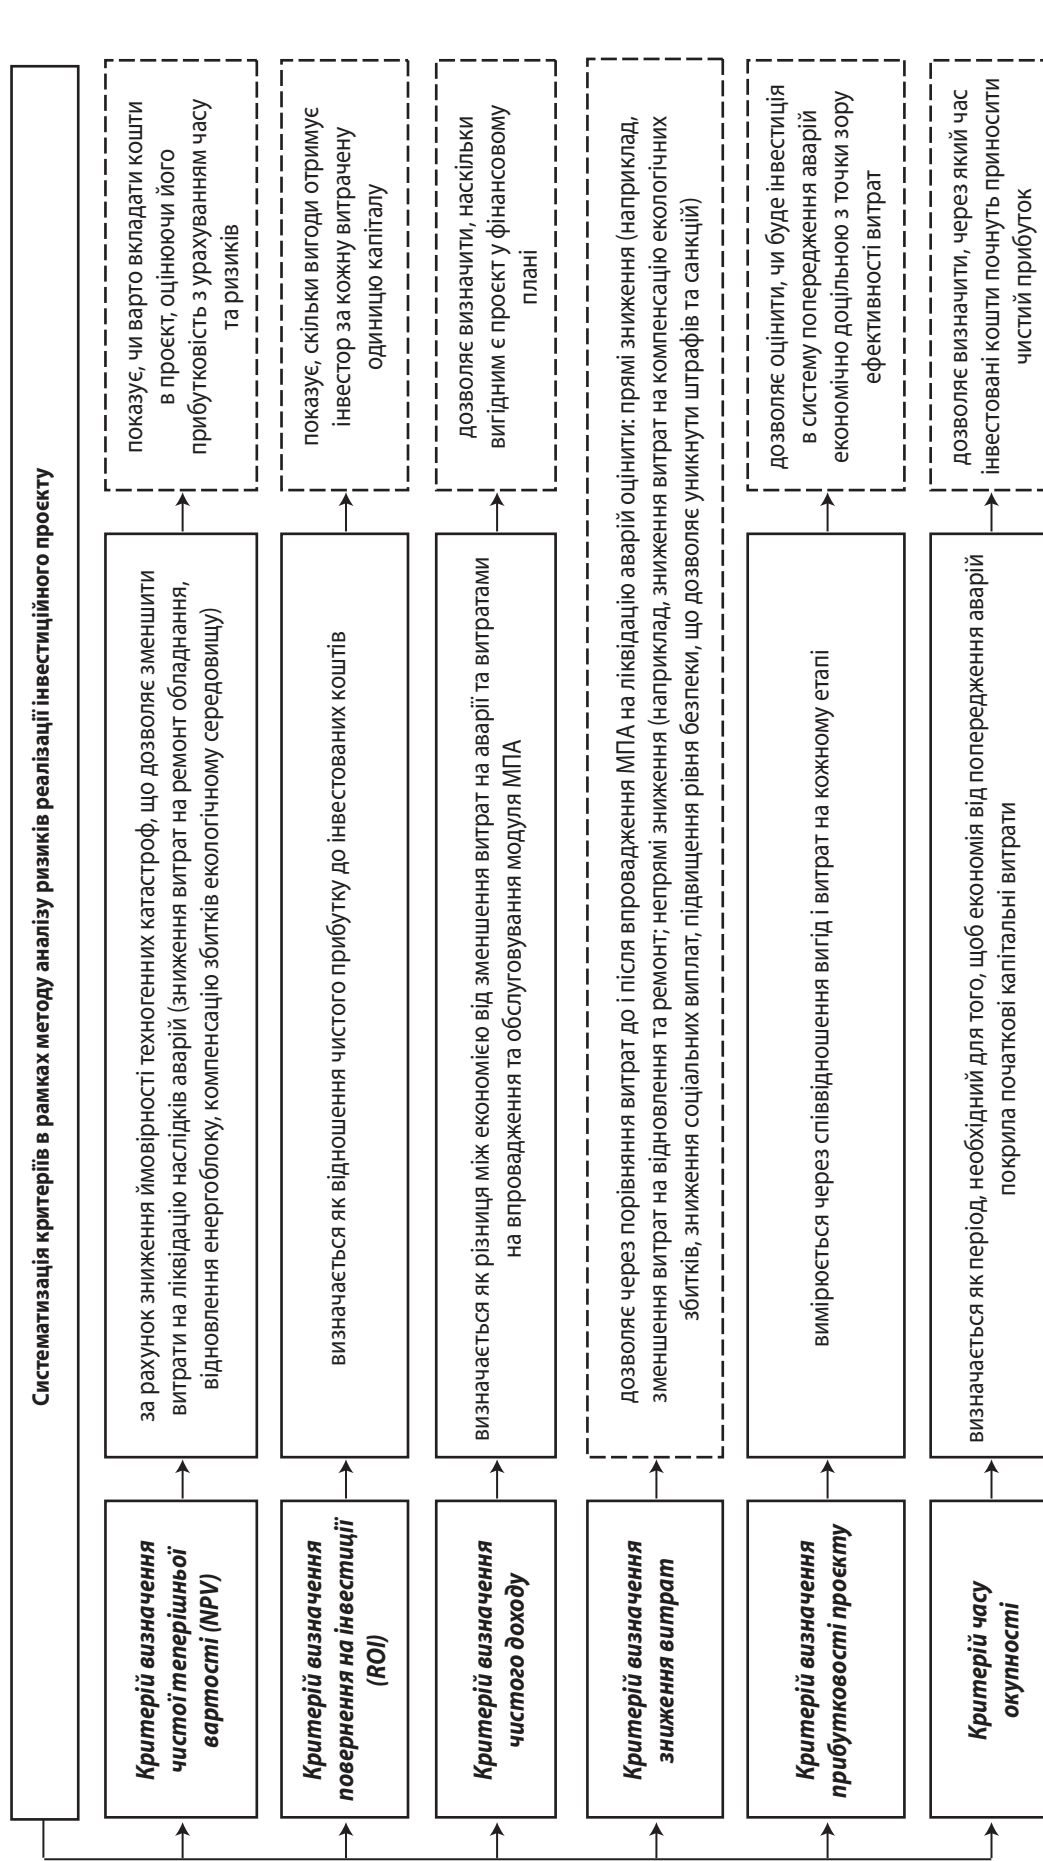 Систематизація критеріїв в рамках методу аналізу ризиків реалізації інвестиційного проєкту
Критерій визначення
чистої теперішньої
вартості (NPV)
за рахунок зниження ймовірності техногенних катастроф, що дозволяє зменшити
витрати на ліквідацію наслідків аварій (зниження витрат на ремонт обладнання,
відновлення енергоблоку, компенсацію збитків екологічному середовищу)
показує, чи варто вкладати кошти
в проєкт, оцінюючи його
прибутковість з урахуванням часу
та ризиків
Критерій визначення
повернення на інвестиції
(ROI)
визначається як відношення чистого прибутку до інвестованих коштів
показує, скільки вигоди отримує
інвестор за кожну витрачену
одиницю капіталу
Критерій визначення
чистого доходу
визначається як різниця між економією від зменшення витрат на аварії та витратами
на впровадження та обслуговування модуля МПА
дозволяє визначити, наскільки
вигідним є проєкт у фінансовому
плані
Критерій визначення
зниження витрат
дозволяє через порівняння витрат до і після впровадження МПА на ліквідацію аварій оцінити: прямі зниження (наприклад,
зменшення витрат на відновлення та ремонт; непрямі зниження (наприклад, зниження витрат на компенсацію екологічних
збитків, зниження соціальних виплат, підвищення рівня безпеки, що дозволяє уникнути штрафів та санкцій)
Критерій визначення
прибутковості проєкту
вимірюється через співвідношення вигід і витрат на кожному етапі
дозволяє оцінити, чи буде інвестиція
в систему попередження аварій
економічно доцільною з точки зору
ефективності витрат
Критерій часу
окупності
визначається як період, необхідний для того, щоб економія від попередження аварій
покрила початкові капітальні витрати
дозволяє визначити, через який час
інвестовані кошти почнуть приносити
чистий прибуток